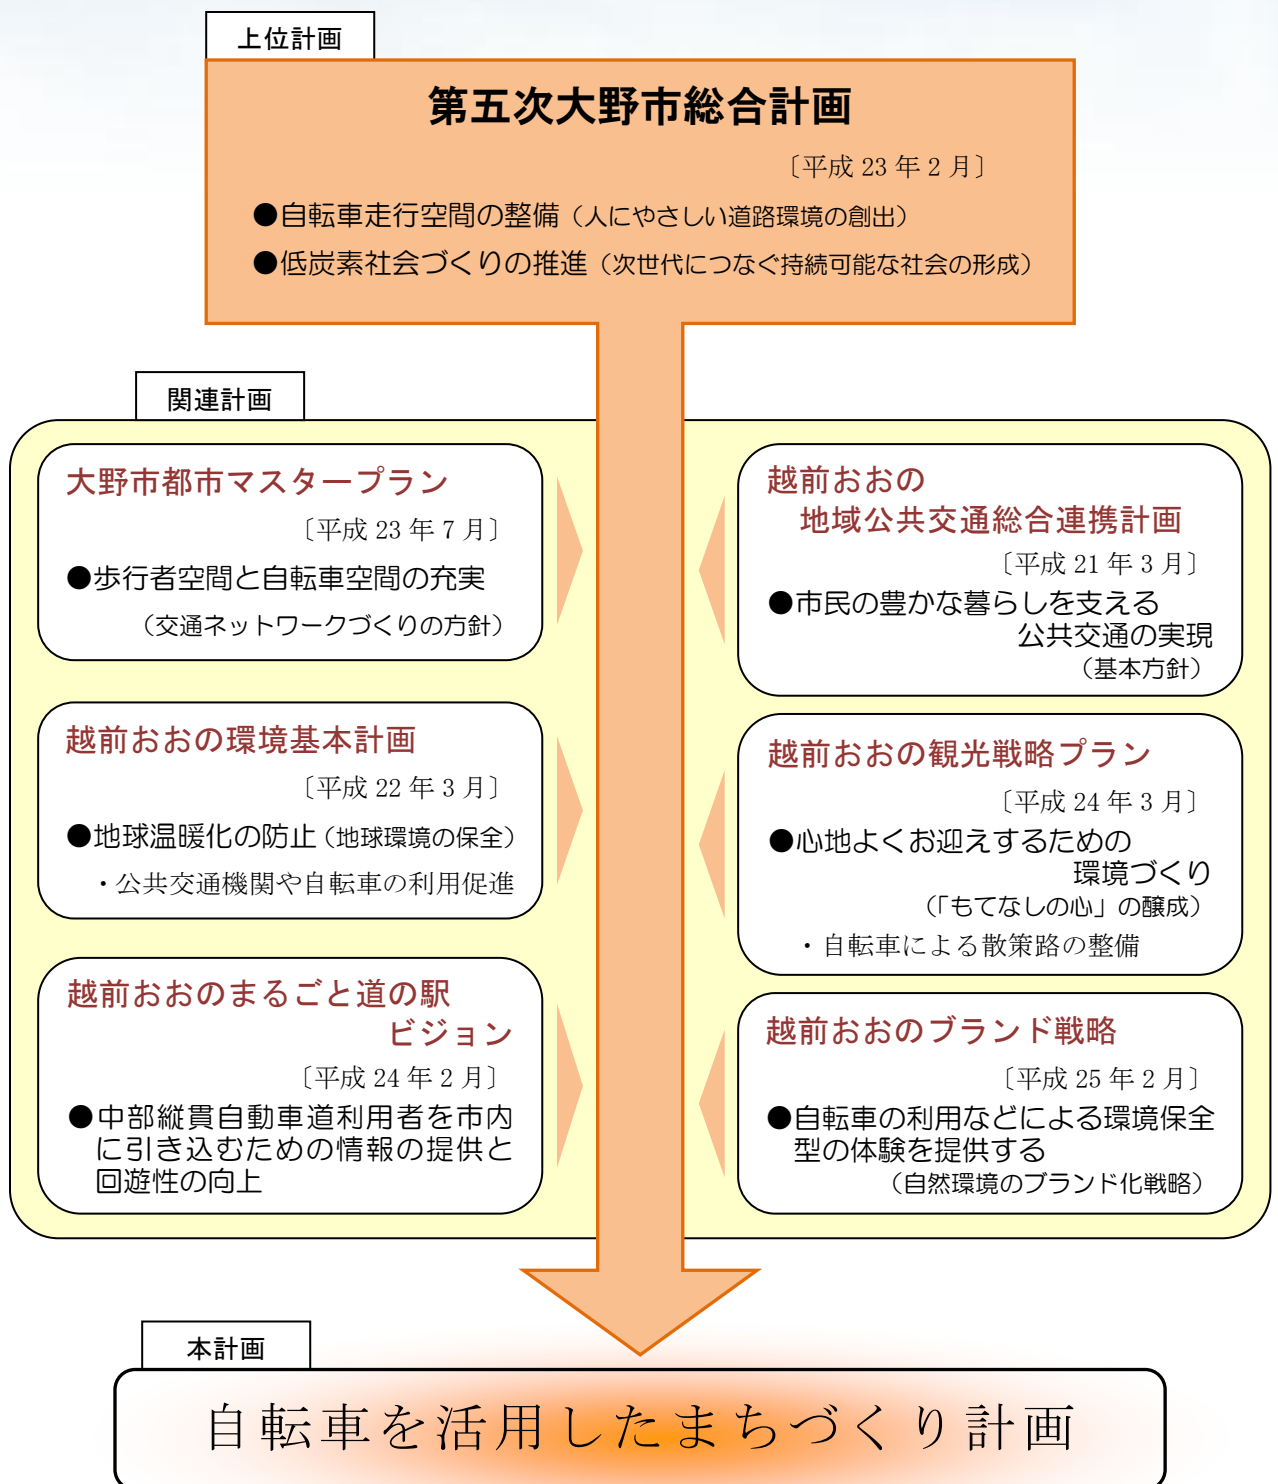 上位計画
第五次大野市総合計画
〔平成 23 年 2 月〕
●自転車走行空間の整備（人にやさしい道路環境の創出）
●低炭素社会づくりの推進（次世代につなぐ持続可能な社会の形成）
関連計画
大野市都市マスタープラン
〔平成 23 年 7 月〕
●歩行者空間と自転車空間の充実
（交通ネットワークづくりの方針）
越前おおの環境基本計画
〔平成 22 年 3 月〕
●地球温暖化の防止（地球環境の保全）
・公共交通機関や自転車の利用促進
越前おおのまるごと道の駅
ビジョン
〔平成 24 年 2 月〕
●中部縦貫自動車道利用者を市内
に引き込むための情報の提供と
回遊性の向上
越前おおの
地域公共交通総合連携計画
〔平成 21 年 3 月〕
●市民の豊かな暮らしを支える
公共交通の実現
（基本方針）
越前おおの観光戦略プラン
〔平成 24 年 3 月〕
●心地よくお迎えするための
環境づくり
（「もてなしの心」の醸成）
・自転車による散策路の整備
越前おおのブランド戦略
〔平成 25 年 2 月〕
●自転車の利用などによる環境保全
型の体験を提供する
（自然環境のブランド化戦略）
本計画
自転車を活用したまちづくり計画